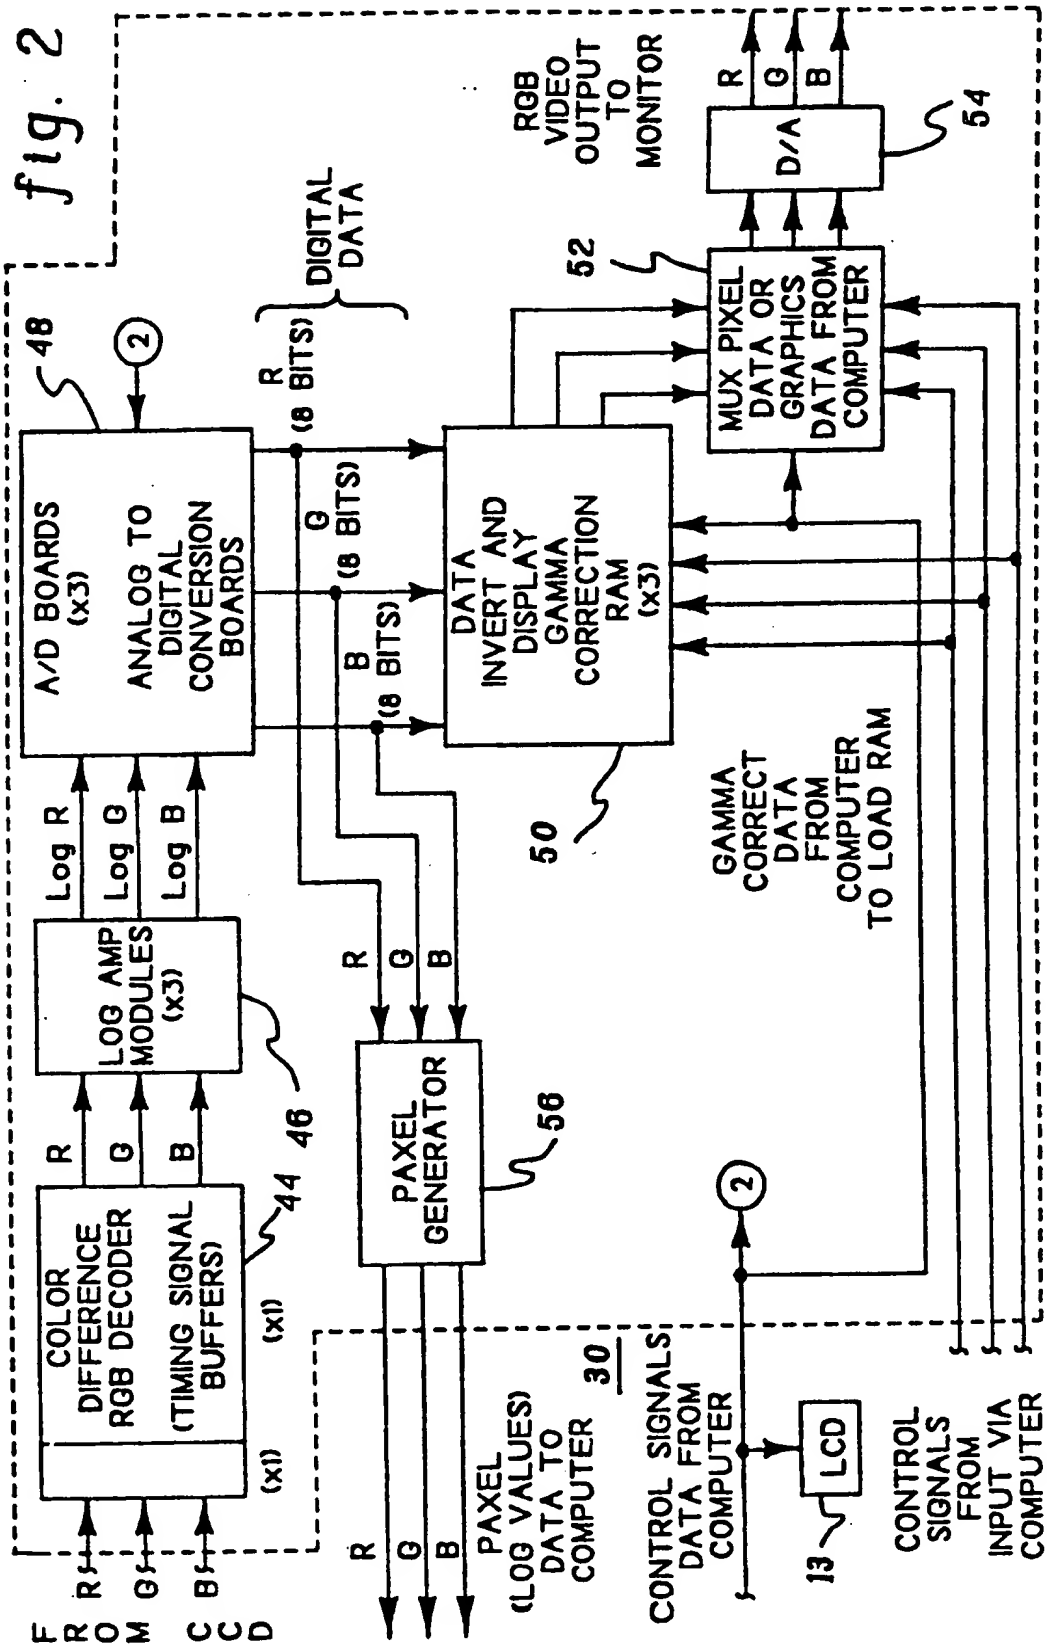 fig. 2
F R O M
C C D
R
G
B
COLOR
DIFFERENCE
RGB DECODER
(TIMING SIGNAL
BUFFERS)
(x1)
(x1)
44
R
G
B
LOG AMP
MODULES
(x3)
46
Log R
Log G
Log B
A/D BOARDS
(x3)
ANALOG TO
DIGITAL
CONVERSION
BOARDS
48
2
R
(8 BITS)
G
(8 BITS)
B
(8 BITS)
DIGITAL
DATA
R
G
B
PAXEL
GENERATOR
56
R
G
B
PAXEL
(LOG VALUES)
DATA TO
COMPUTER
30
DATA
INVERT AND
DISPLAY
GAMMA
CORRECTION
RAM
(x3)
50
GAMMA
CORRECT
DATA
FROM
COMPUTER
TO LOAD RAM
MUX PIXEL
DATA OR
GRAPHICS
DATA FROM
COMPUTER
52
D/A
54
R
G
B
RGB
VIDEO
OUTPUT
TO
MONITOR
CONTROL SIGNALS
DATA FROM
COMPUTER
2
LCD
13
CONTROL
SIGNALS
FROM
INPUT VIA
COMPUTER